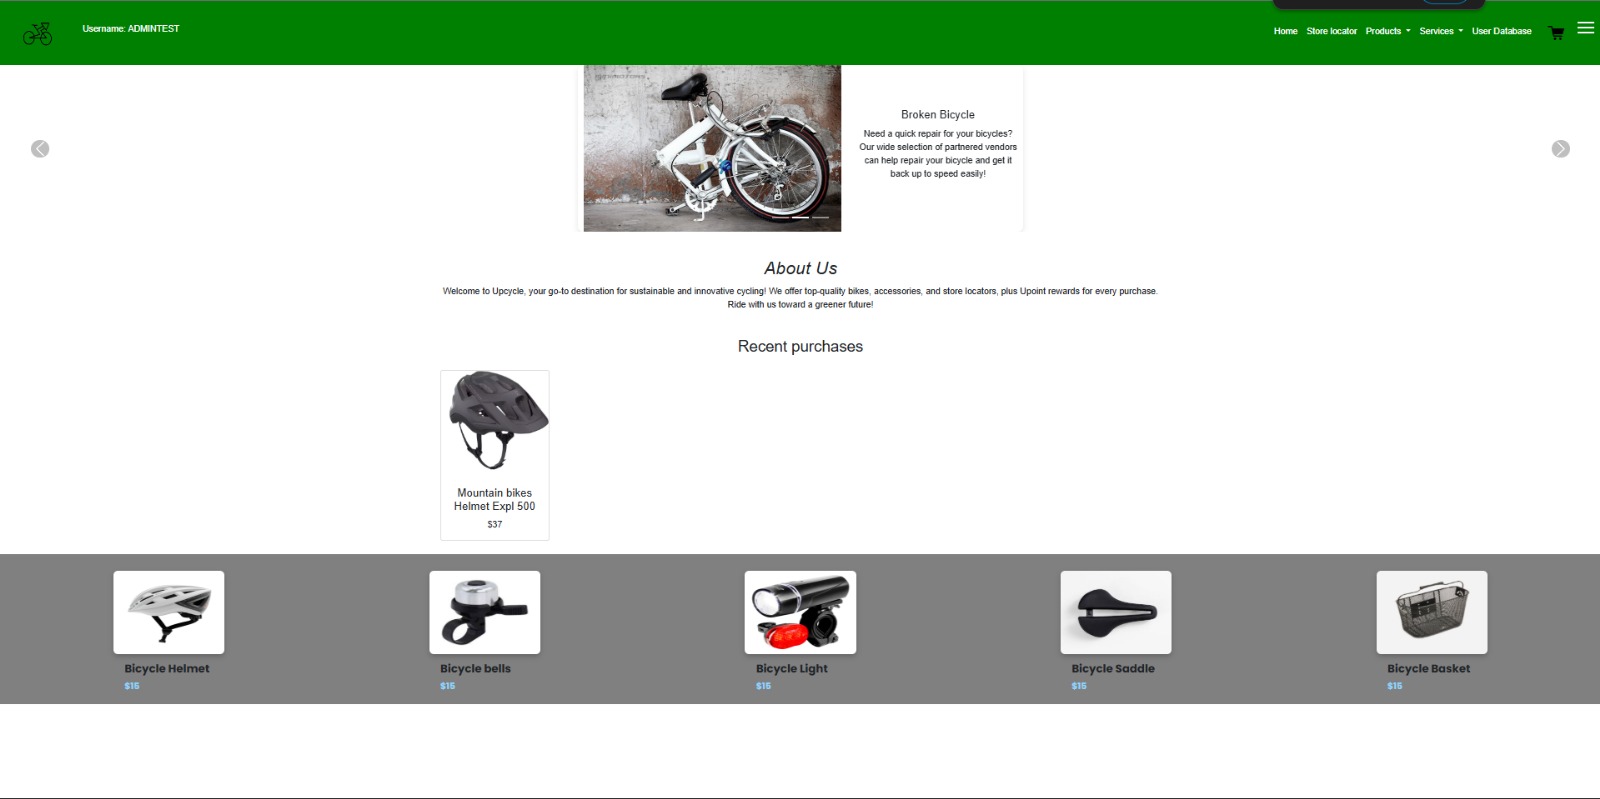 Username: ADMINTEST
Home Store locator Products Services User Database
Broken Bicycle
Need a quick repair for your bicycles?
Our wide selection of partnered vendors
can help repair your bicycle and get it
back up to speed easily!
About Us
Welcome to Upcycle, your go-to destination for sustainable and innovative cycling! We offer top-quality bikes, accessories, and store locators, plus Upoint rewards for every purchase.
Ride with us toward a greener future!
Recent purchases
Mountain bikes
Helmet Expl 500
$37
Bicycle Helmet
$15
Bicycle bells
$15
Bicycle Light
$15
Bicycle Saddle
$15
Bicycle Basket
$15